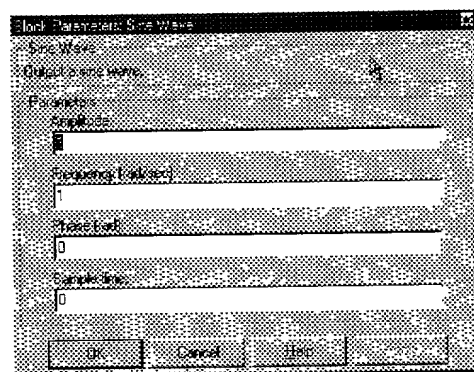 Block Parameters: Sine Wave
Sine Wave
Output a sine wave.
Parameters
Amplitude:
Frequency (rad/sec):
1
Phase (rad):
0
Sample time:
0
OK
Cancel
Help